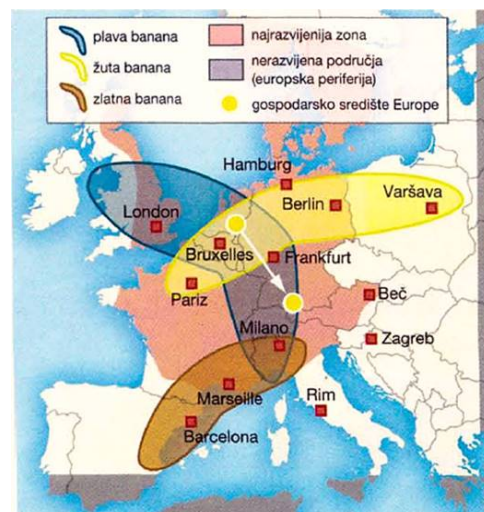 plava banana
žuta banana
zlatna banana
najrazvijenija zona
nerazvijena područja
(europska periferija)
gospodarsko središte Europe
Hamburg
London
Berlin
Varšava
Bruxelles
Frankfurt
Pariz
Beč
Milano
Zagreb
Marseille
Rim
Barcelona